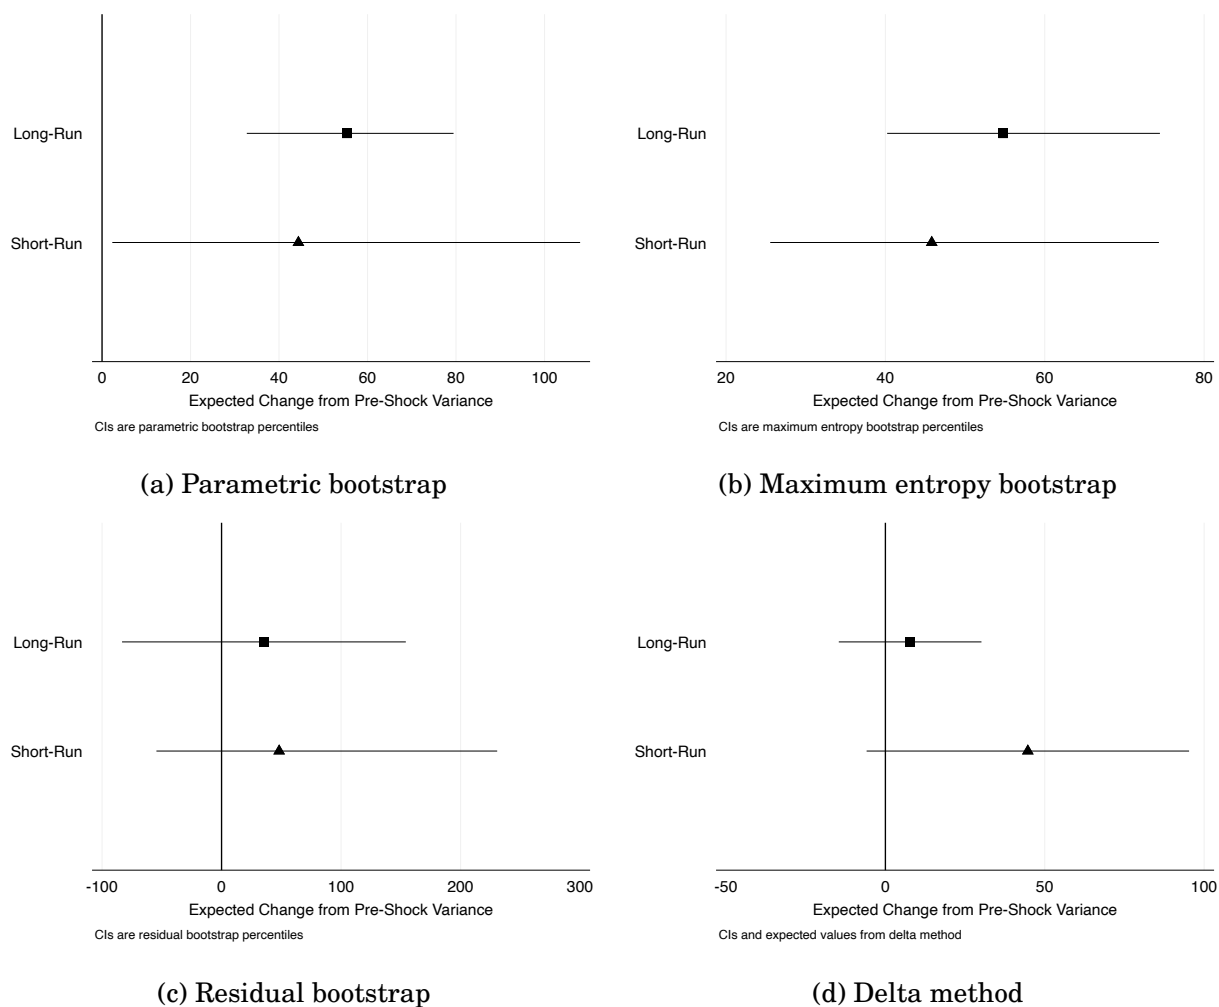 Long-Run
Short-Run
0 20 40 60 80 100
Expected Change from Pre-Shock Variance
CIs are parametric bootstrap percentiles
(a) Parametric bootstrap
Long-Run
Short-Run
20 40 60 80
Expected Change from Pre-Shock Variance
CIs are maximum entropy bootstrap percentiles
(b) Maximum entropy bootstrap
Long-Run
Short-Run
-100 0 100 200 300
Expected Change from Pre-Shock Variance
CIs are residual bootstrap percentiles
(c) Residual bootstrap
Long-Run
Short-Run
-50 0 50 100
Expected Change from Pre-Shock Variance
CIs and expected values from delta method
(d) Delta method